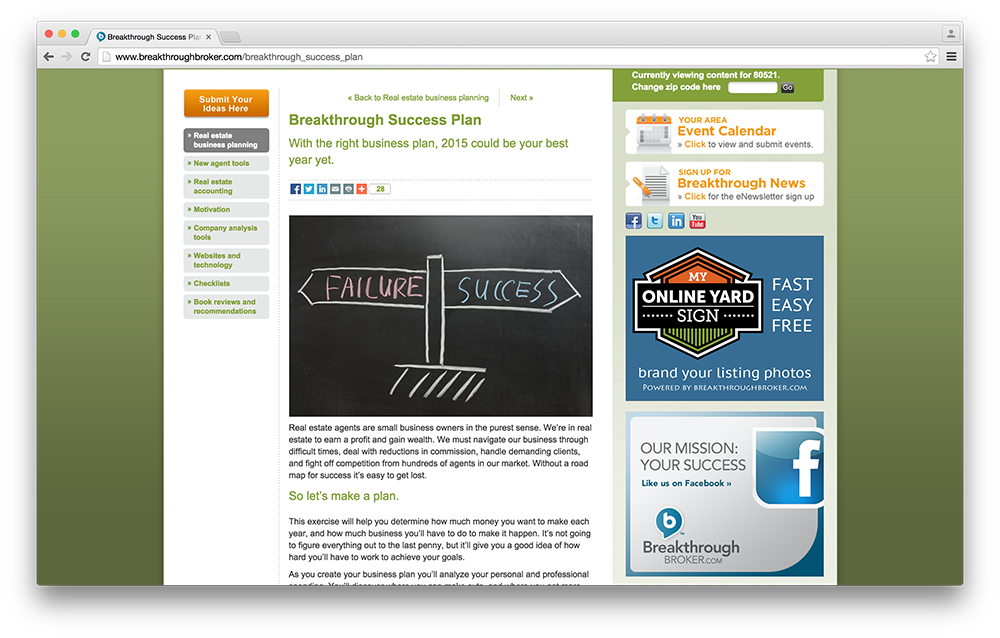 Breakthrough Success Pla
www.breakthroughbroker.com/breakthrough_success_plan
Submit Your
Ideas Here
» Real estate
business planning
» New agent tools
» Real estate
accounting
» Motivation
» Company analysis
tools
» Websites and
technology
» Checklists
» Book reviews and
recommendations
« Back to Real estate business planning
Next »
Breakthrough Success Plan
With the right business plan, 2015 could be your best
year yet.
28
FAILURE
SUCCESS
Real estate agents are small business owners in the purest sense. We're in real
estate to earn a profit and gain wealth. We must navigate our business through
difficult times, deal with reductions in commission, handle demanding clients,
and fight off competition from hundreds of agents in our market. Without a road
map for success it's easy to get lost.
So let's make a plan.
This exercise will help you determine how much money you want to make each
year, and how much business you'll have to do to make it happen. It's not going
to figure everything out to the last penny, but it'll give you a good idea of how
hard you'll have to work to achieve your goals.
As you create your business plan you'll analyze your personal and professional
Currently viewing content for 80521.
Change zip code here
Go
YOUR AREA
Event Calendar
» Click to view and submit events.
SIGN UP FOR
Breakthrough News
» Click for the eNewsletter sign up
You
Tube
MY
ONLINE YARD
SIGN
FAST
EASY
FREE
brand your listing photos
POWERED BY BREAKTHROUGHBROKER.COM
OUR MISSION:
YOUR SUCCESS
Like us on Facebook »
Breakthrough
BROKER.COM